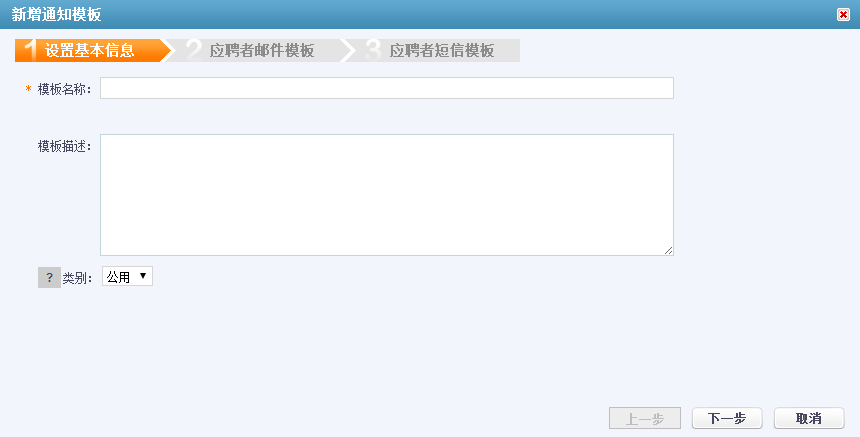 新增通知模板
1 设置基本信息 2 应聘者邮件模板 3 应聘者短信模板
* 模板名称：
模板描述：
? 类别： 公用
上一步 下一步 取消